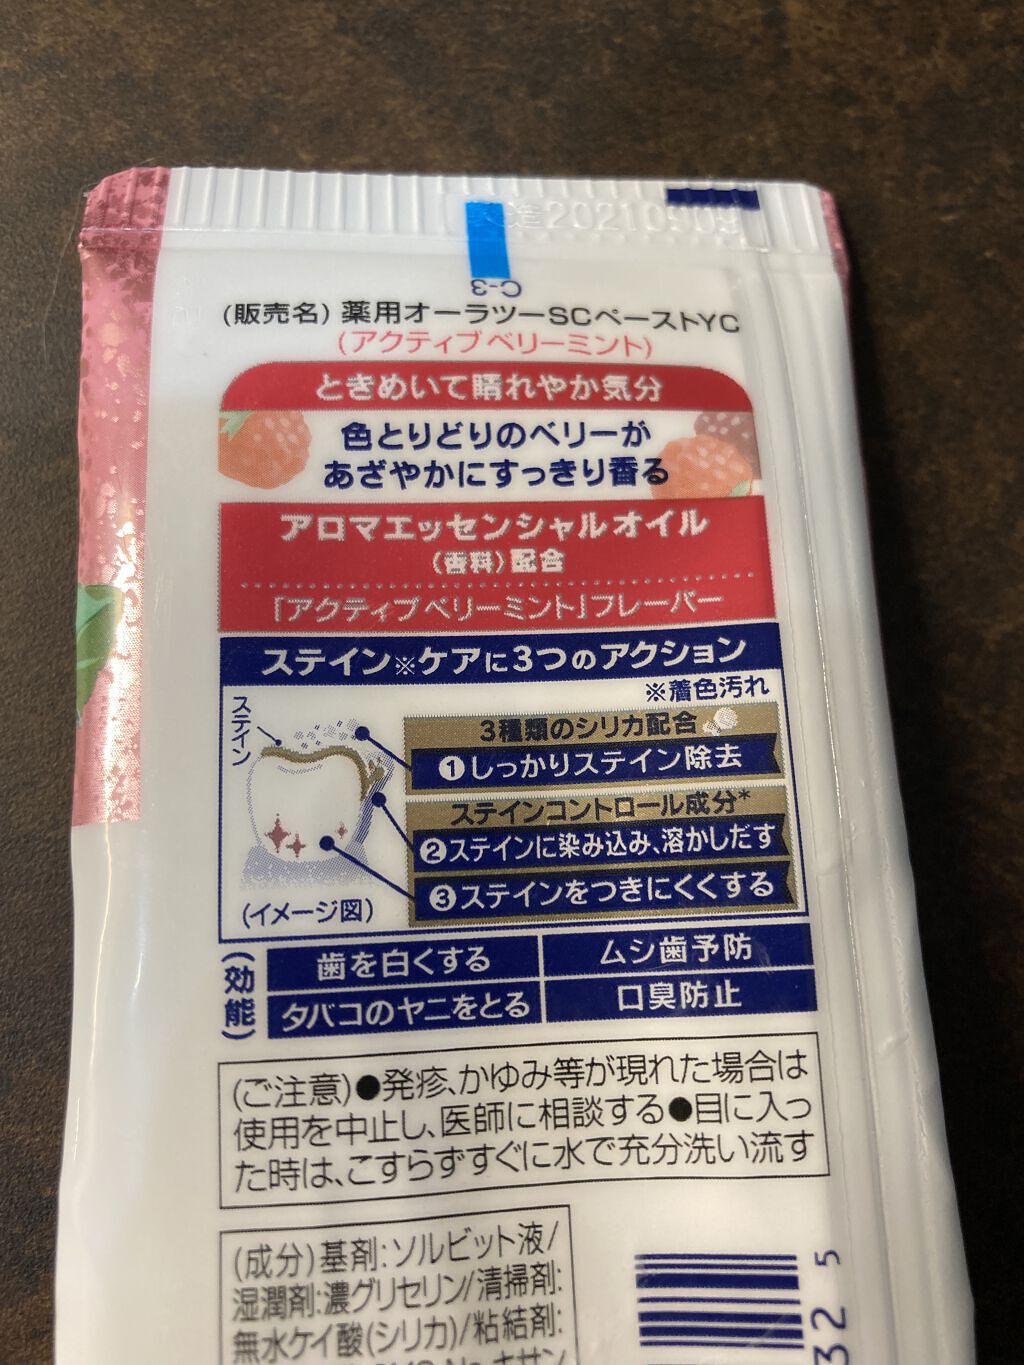 20210909
C-3
(販売名) 薬用オーラツーSCペーストYC
(アクティブベリーミント)
ときめいて晴れやか気分
色とりどりのベリーが
あざやかにすっきり香る
アロマエッセンシャルオイル
(香料)配合
「アクティブベリーミント」フレーバー
ステイン※ケアに3つのアクション
※着色汚れ
ステイン
3種類のシリカ配合
❶しっかりステイン除去
ステインコントロール成分*
❷ステインに染み込み、溶かしだす
❸ステインをつきにくくする
(イメージ図)
(効能)
歯を白くする
ムシ歯予防
タバコのヤニをとる
口臭防止
(ご注意)●発疹、かゆみ等が現れた場合は
使用を中止し、医師に相談する●目に入っ
た時は、こすらずすぐに水で充分洗い流す
(成分)基剤:ソルビット液/
湿潤剤:濃グリセリン/清掃剤:
無水ケイ酸(シリカ)/粘結剤:
325